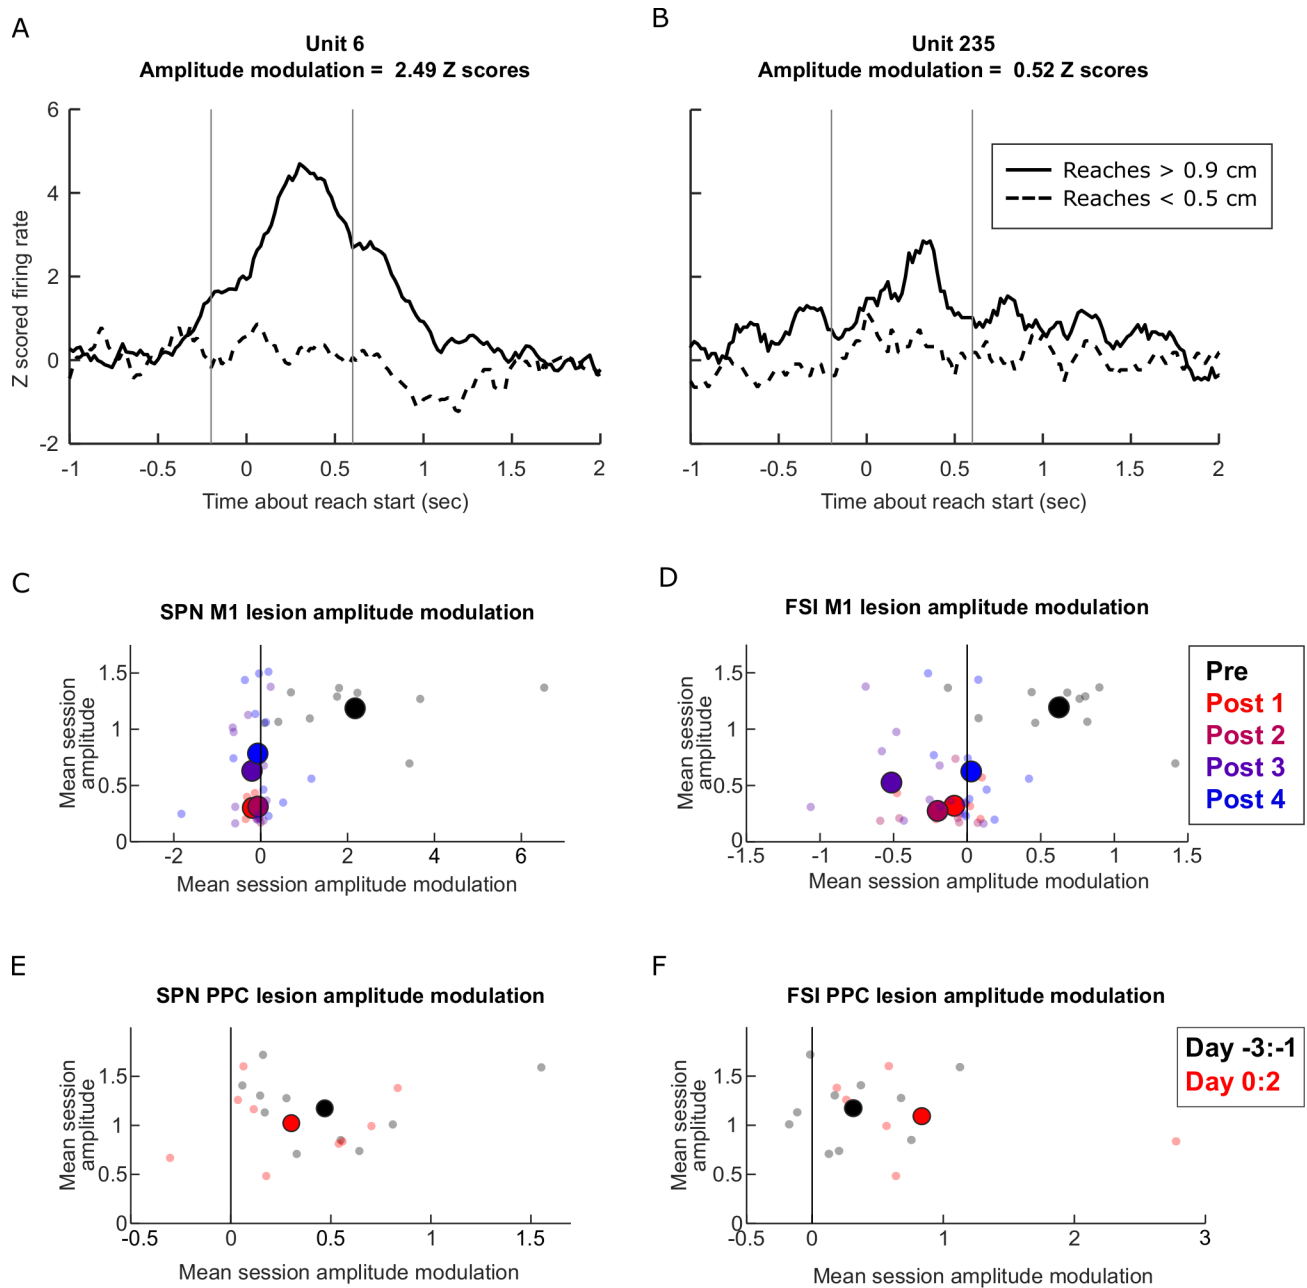 A
Unit 6
Amplitude modulation = 2.49 Z scores
6
4
2
0
-2
Z scored firing rate
-1 -0.5 0 0.5 1 1.5 2
Time about reach start (sec)
B
Unit 235
Amplitude modulation = 0.52 Z scores
Reaches > 0.9 cm
Reaches < 0.5 cm
-1 -0.5 0 0.5 1 1.5 2
Time about reach start (sec)
C
SPN M1 lesion amplitude modulation
1.5
1
0.5
0
Mean session
amplitude
-2 0 2 4 6
Mean session amplitude modulation
D
FSI M1 lesion amplitude modulation
1.5
1
0.5
0
Mean session
amplitude
-1.5 -1 -0.5 0 0.5 1 1.5
Mean session amplitude modulation
Pre
Post 1
Post 2
Post 3
Post 4
E
SPN PPC lesion amplitude modulation
1.5
1
0.5
0
Mean session
amplitude
-0.5 0 0.5 1 1.5
Mean session amplitude modulation
F
FSI PPC lesion amplitude modulation
1.5
1
0.5
0
Mean session
amplitude
-0.5 0 1 2 3
Mean session amplitude modulation
Day -3:-1
Day 0:2